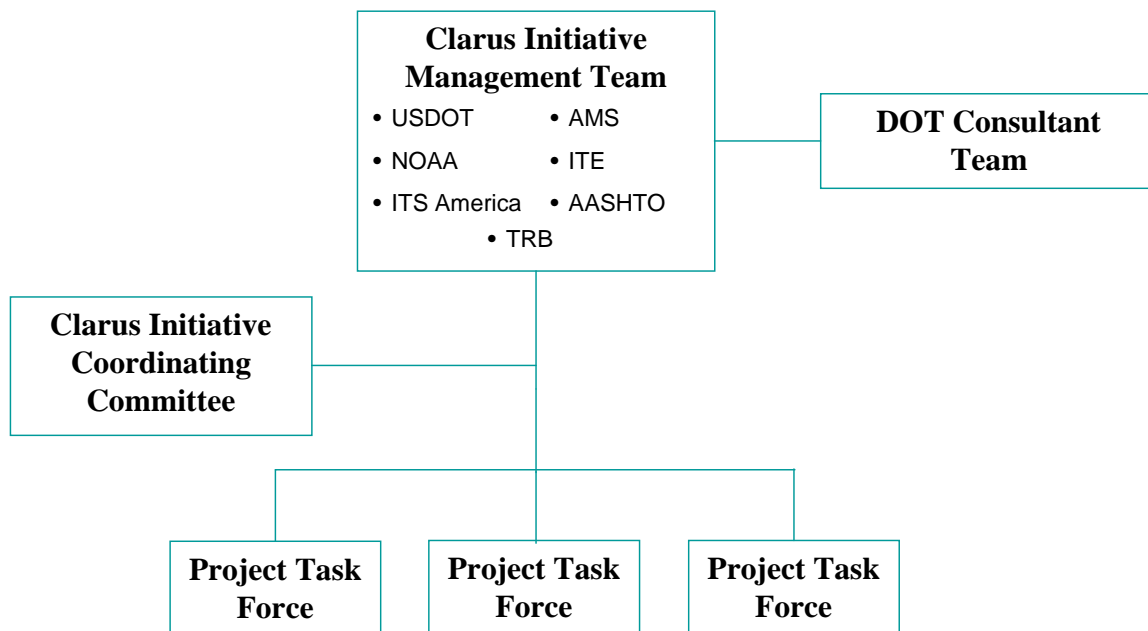 Clarus Initiative
Management Team
• USDOT • AMS
• NOAA • ITE
• ITS America • AASHTO
• TRB
DOT Consultant
Team
Clarus Initiative
Coordinating
Committee
Project Task
Force
Project Task
Force
Project Task
Force